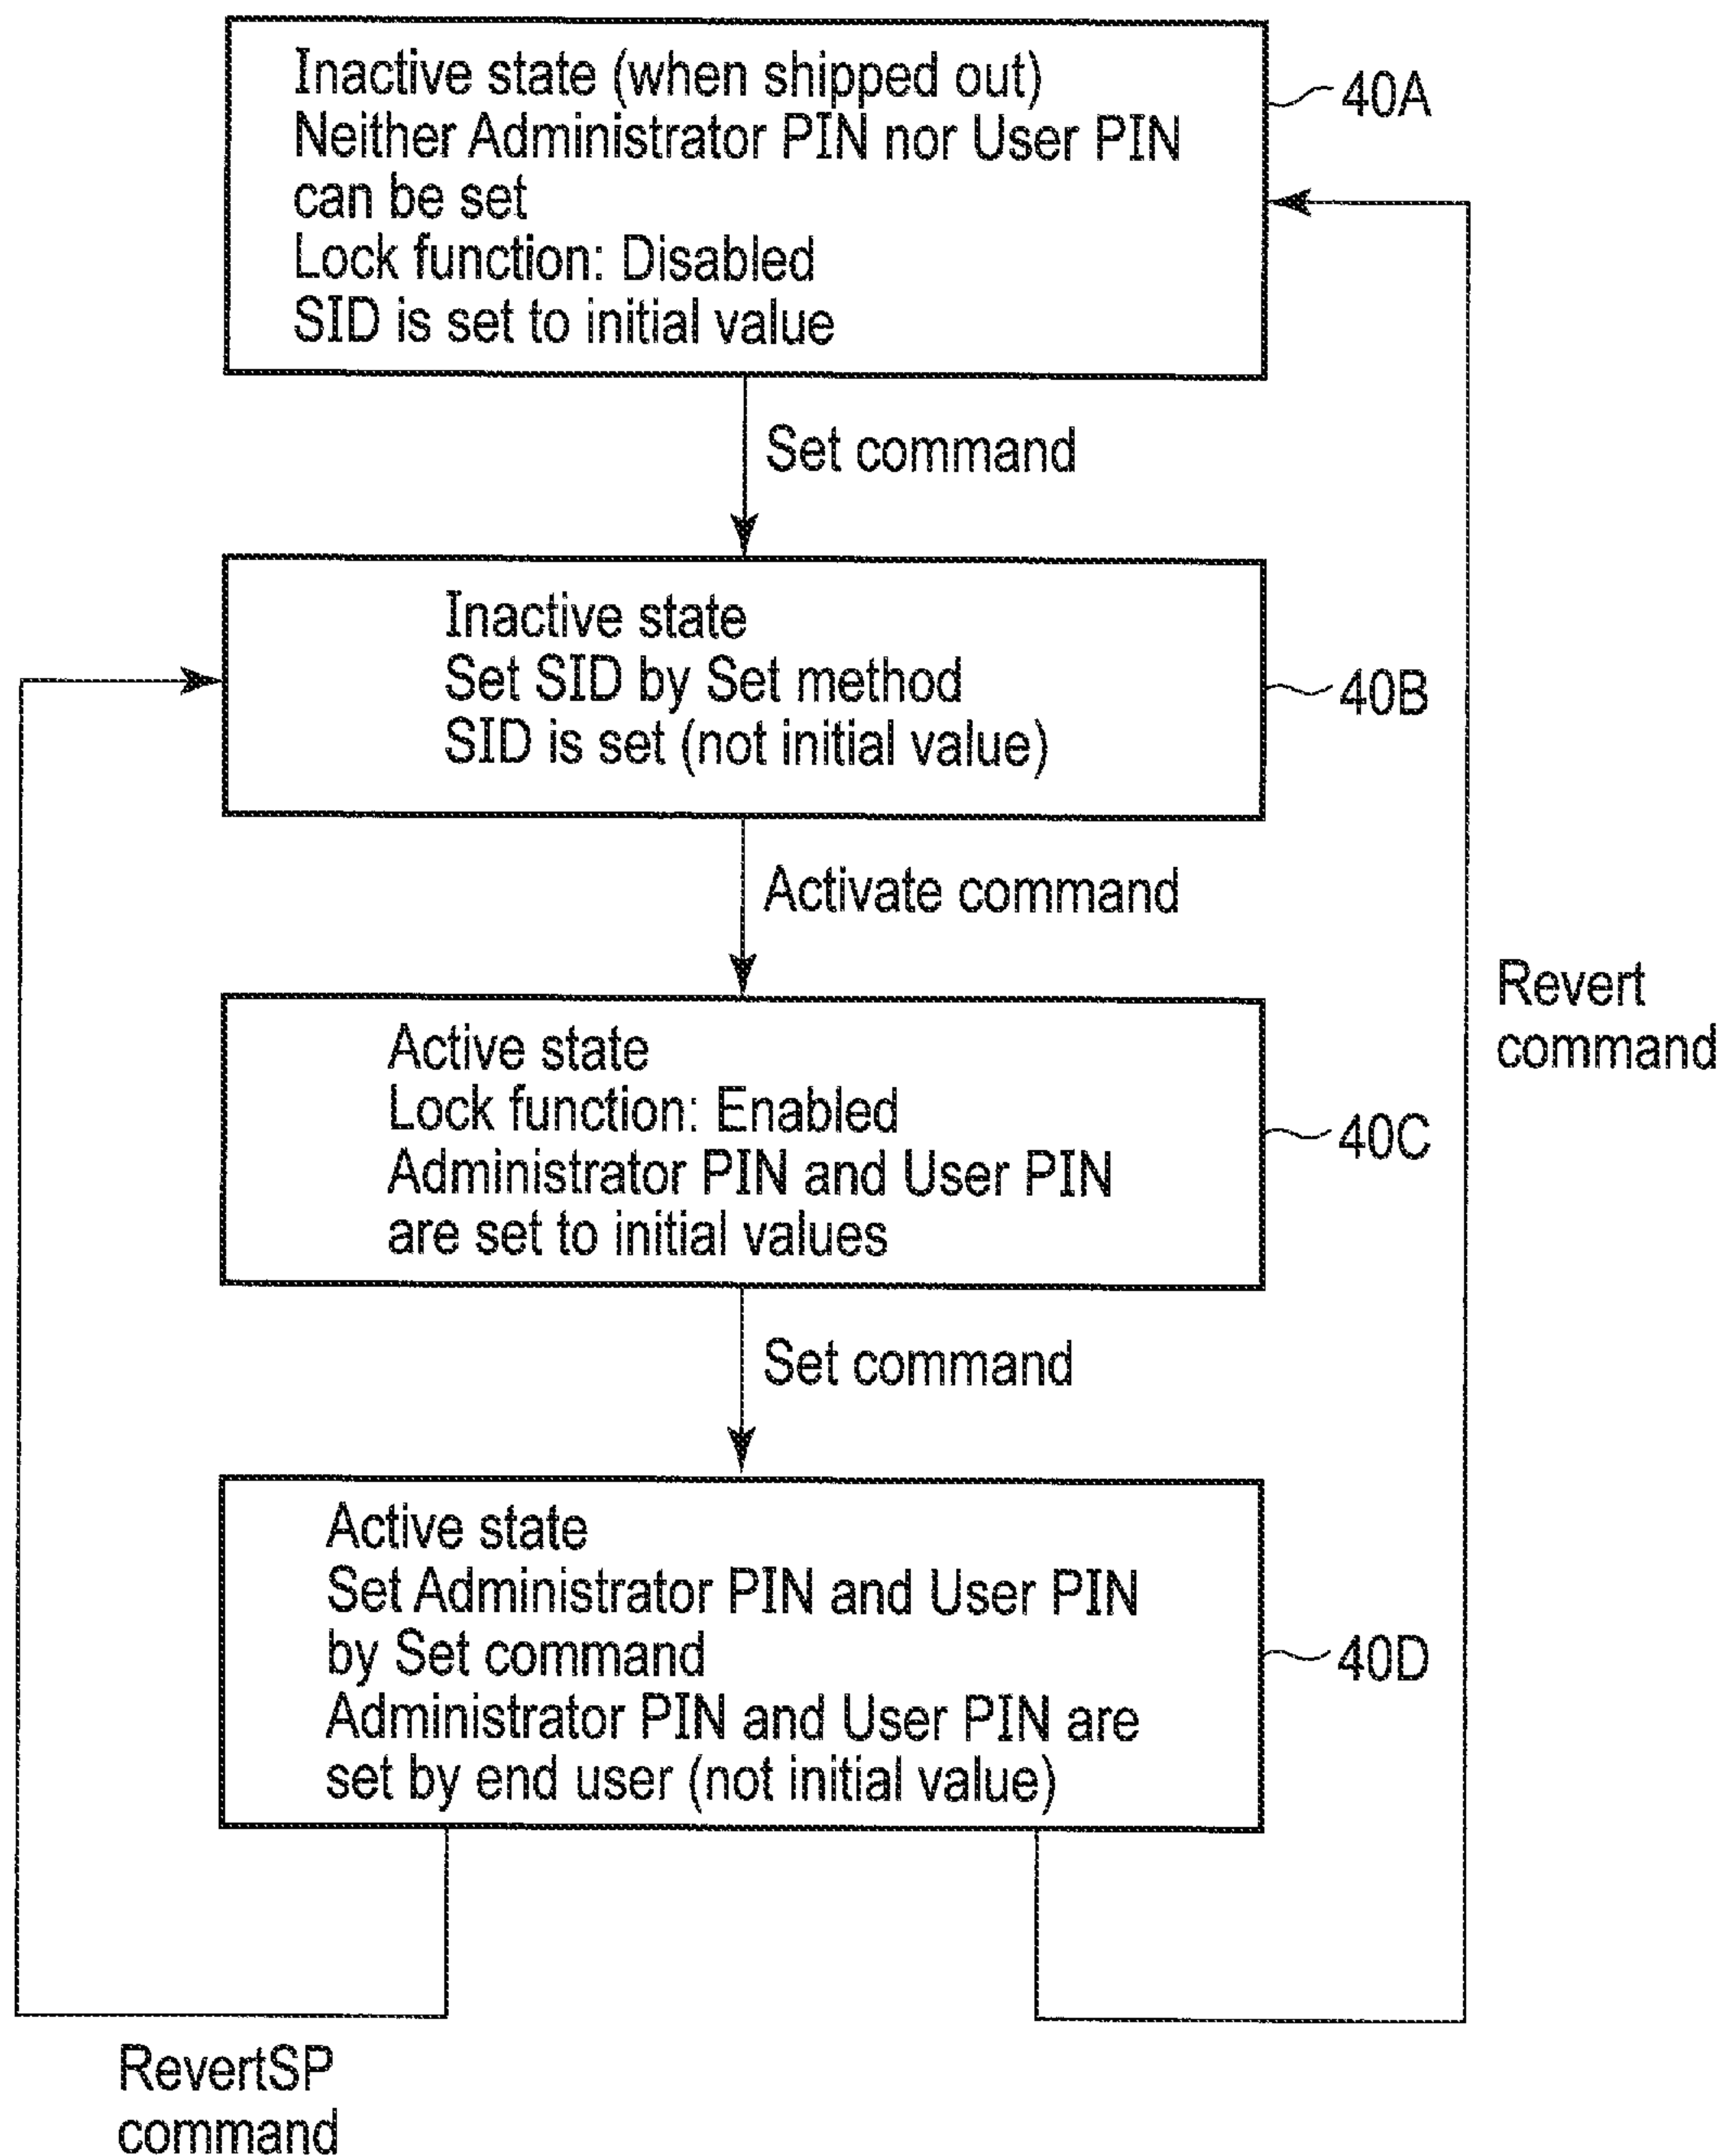 Inactive state (when shipped out)
Neither Administrator PIN nor User PIN
can be set
Lock function: Disabled
SID is set to initial value
40A
Set command
Inactive state
Set SID by Set method
SID is set (not initial value)
40B
Activate command
Revert
command
Active state
Lock function: Enabled
Administrator PIN and User PIN
are set to initial values
40C
Set command
Active state
Set Administrator PIN and User PIN
by Set command
Administrator PIN and User PIN are
set by end user (not initial value)
40D
RevertSP
command